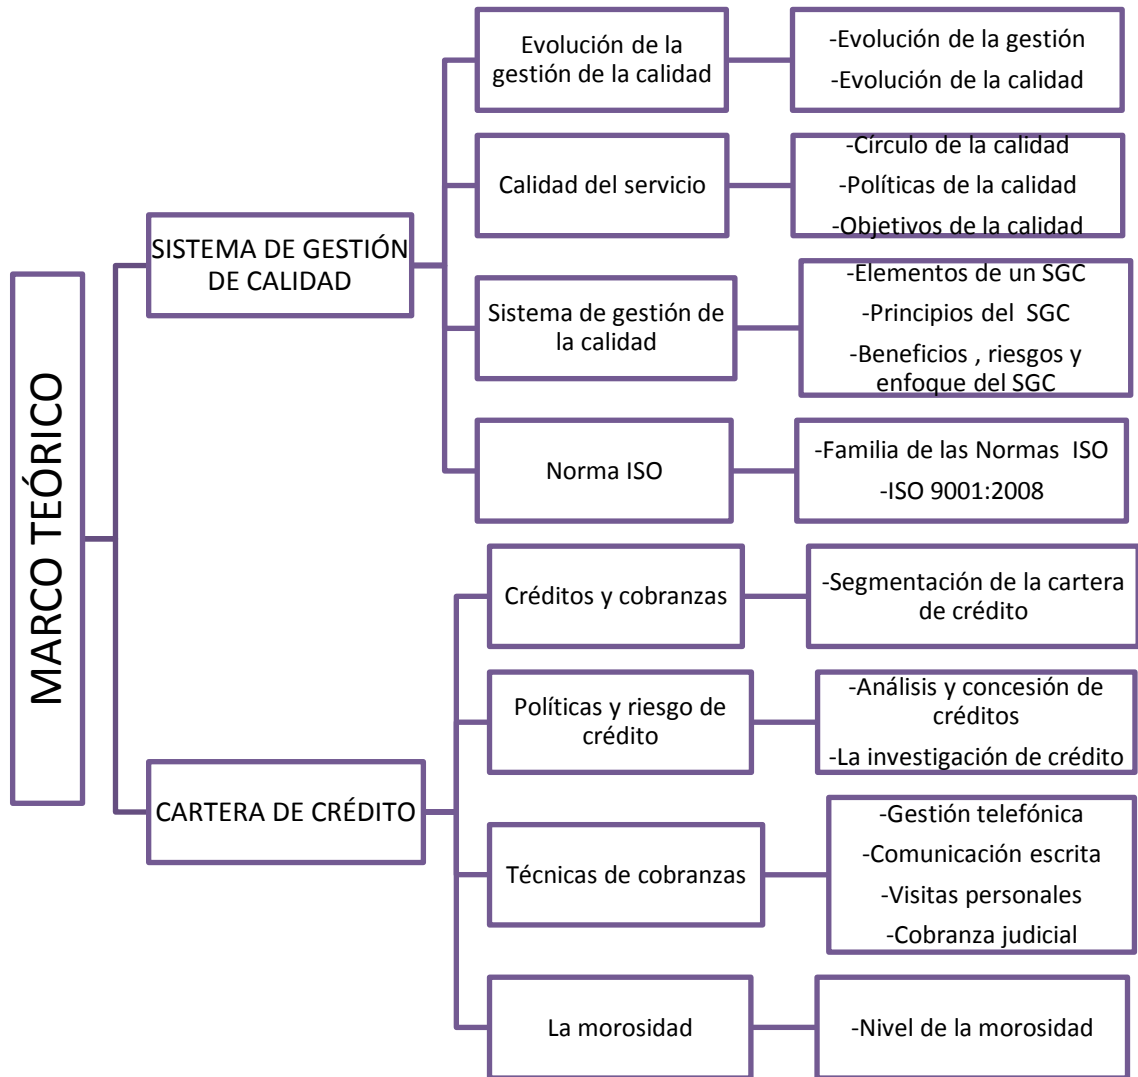 MARCO TEÓRICO
SISTEMA DE GESTIÓN
DE CALIDAD
Evolución de la
gestión de la calidad
-Evolución de la gestión
-Evolución de la calidad
Calidad del servicio
-Círculo de la calidad
-Políticas de la calidad
-Objetivos de la calidad
Sistema de gestión de
la calidad
-Elementos de un SGC
-Principios del SGC
-Beneficios , riesgos y
enfoque del SGC
Norma ISO
-Familia de las Normas ISO
-ISO 9001:2008
CARTERA DE CRÉDITO
Créditos y cobranzas
-Segmentación de la cartera
de crédito
Políticas y riesgo de
crédito
-Análisis y concesión de
créditos
-La investigación de crédito
Técnicas de cobranzas
-Gestión telefónica
-Comunicación escrita
-Visitas personales
-Cobranza judicial
La morosidad
-Nivel de la morosidad